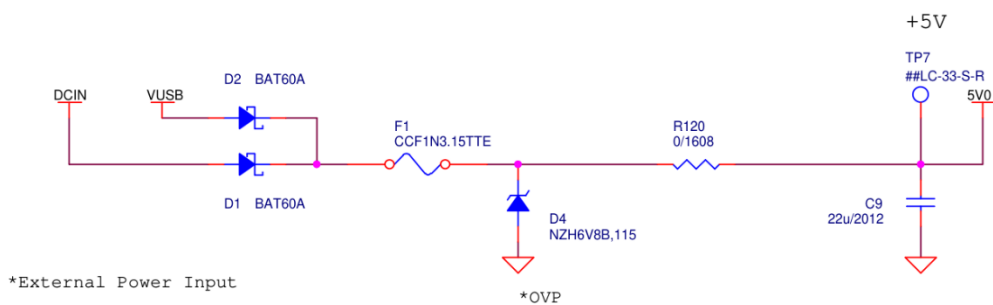 +5V
TP7
##LC-33-S-R
D2 BAT60A
DCIN
VUSB
5V0
F1
CCF1N3.15TTE
R120
0/1608
D1 BAT60A
D4
NZH6V8B,115
C9
22u/2012
*External Power Input
*OVP